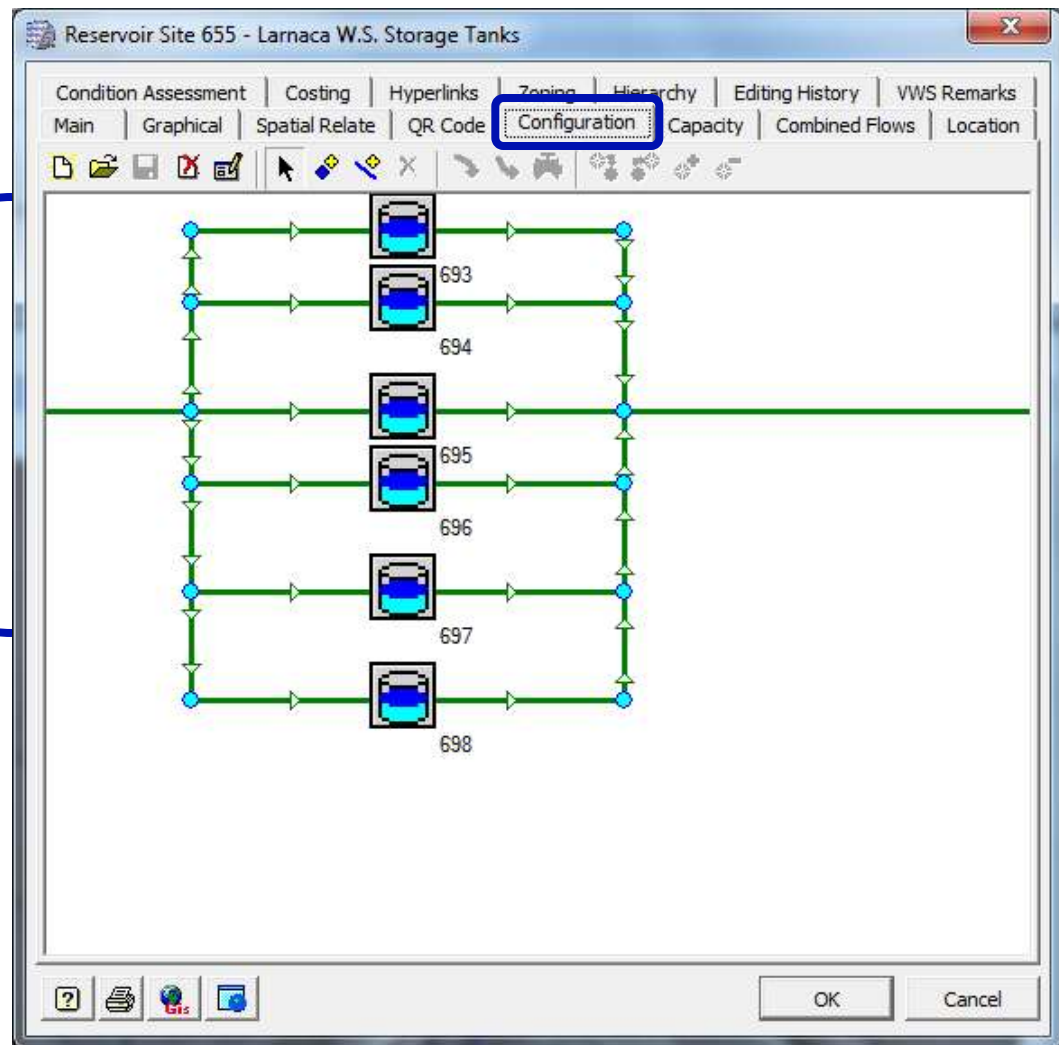 Reservoir Site 655 - Larnaca W.S. Storage Tanks
Condition Assessment Costing Hyperlinks Zoning Hierarchy Editing History VWS Remarks
Main Graphical Spatial Relate QR Code Configuration Capacity Combined Flows Location
693
694
695
696
697
698
Gis OK Cancel